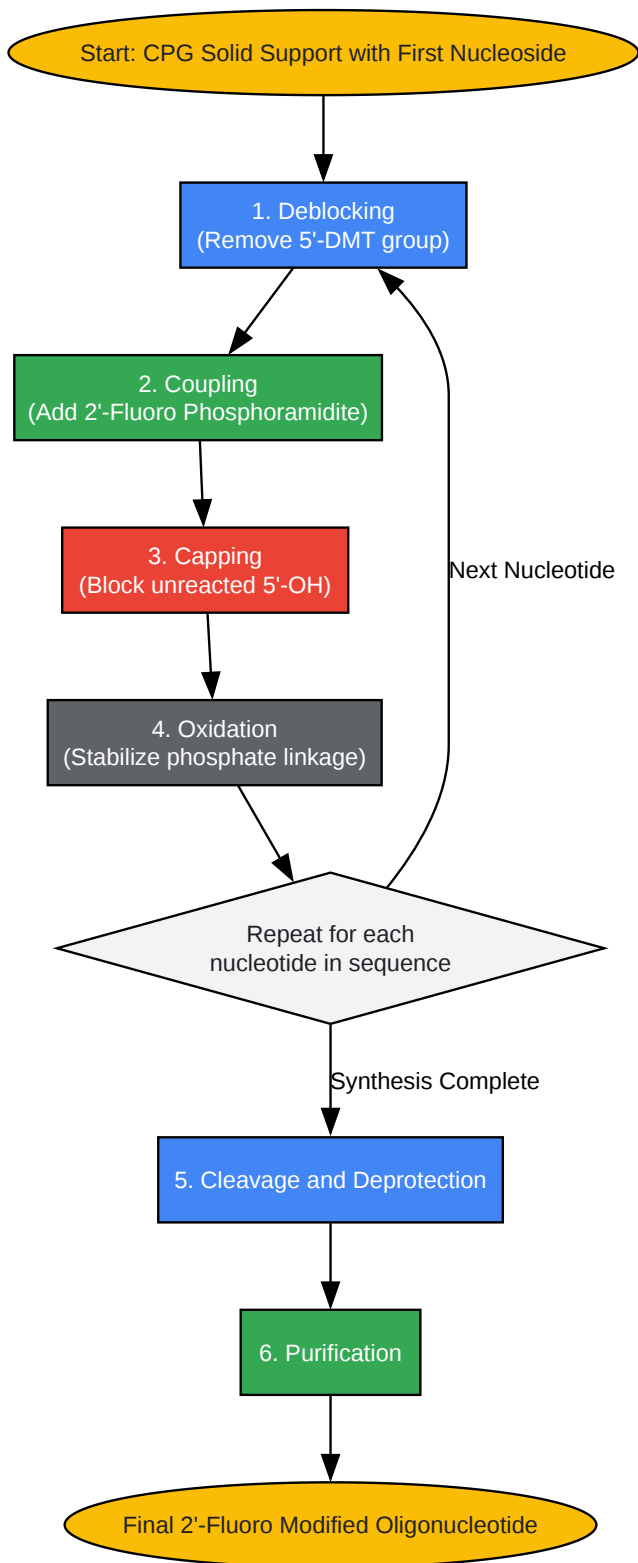 Start: CPG Solid Support with First Nucleoside
1. Deblocking
(Remove 5'-DMT group)
2. Coupling
(Add 2'-Fluoro Phosphoramidite)
3. Capping
(Block unreacted 5'-OH)
Next Nucleotide
4. Oxidation
(Stabilize phosphate linkage)
Repeat for each
nucleotide in sequence
Synthesis Complete
5. Cleavage and Deprotection
6. Purification
Final 2'-Fluoro Modified Oligonucleotide